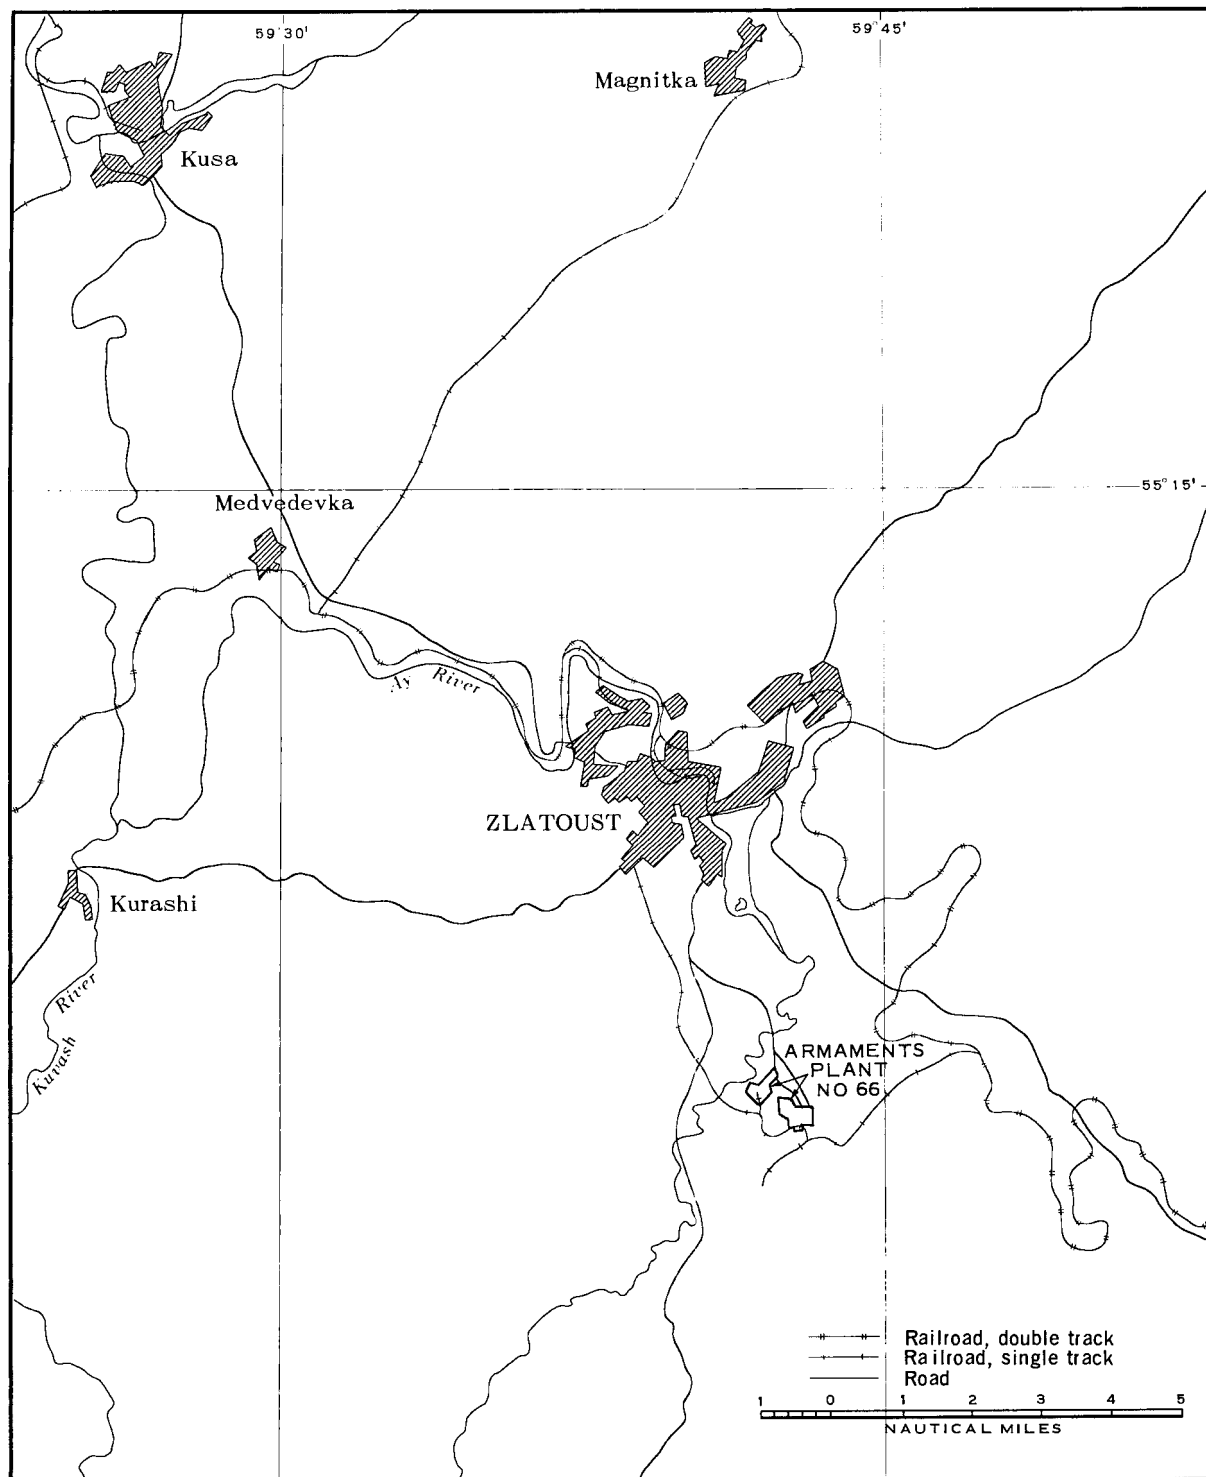 59°30'
59°45'
Magnitka
Kusa
55°15'
Medvedevka
Ay River
ZLATOUST
Kurashi
Kuvash River
ARMAMENTS
PLANT
NO 66
Railroad, double track
Railroad, single track
Road
1 0 1 2 3 4 5
NAUTICAL MILES